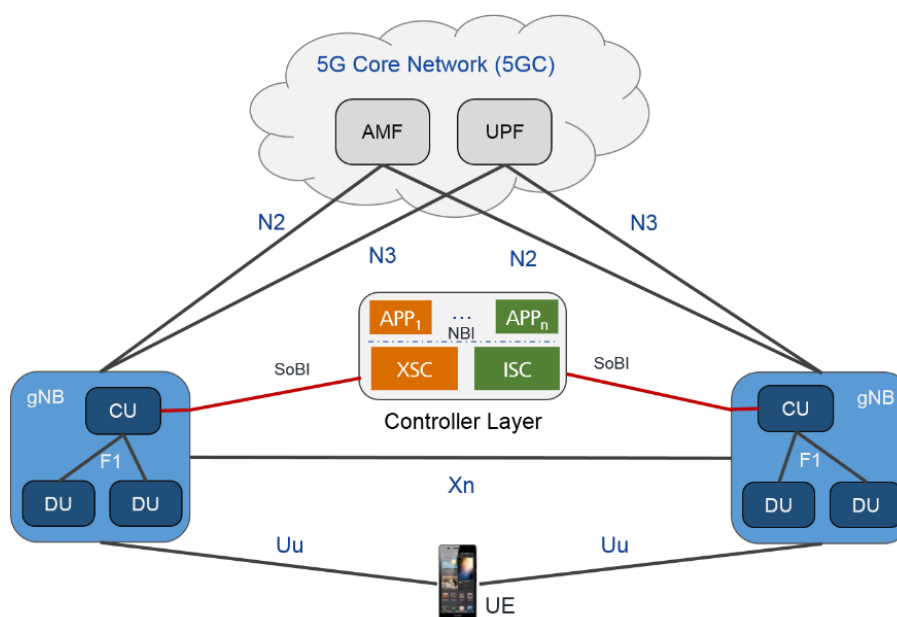 5G Core Network (5GC)
AMF
UPF
N2
N3
N2
N3
APP1
...
APPn
NBI
XSC
ISC
SoBI
SoBI
Controller Layer
gNB
CU
F1
DU
DU
gNB
CU
F1
DU
DU
Xn
Uu
Uu
UE